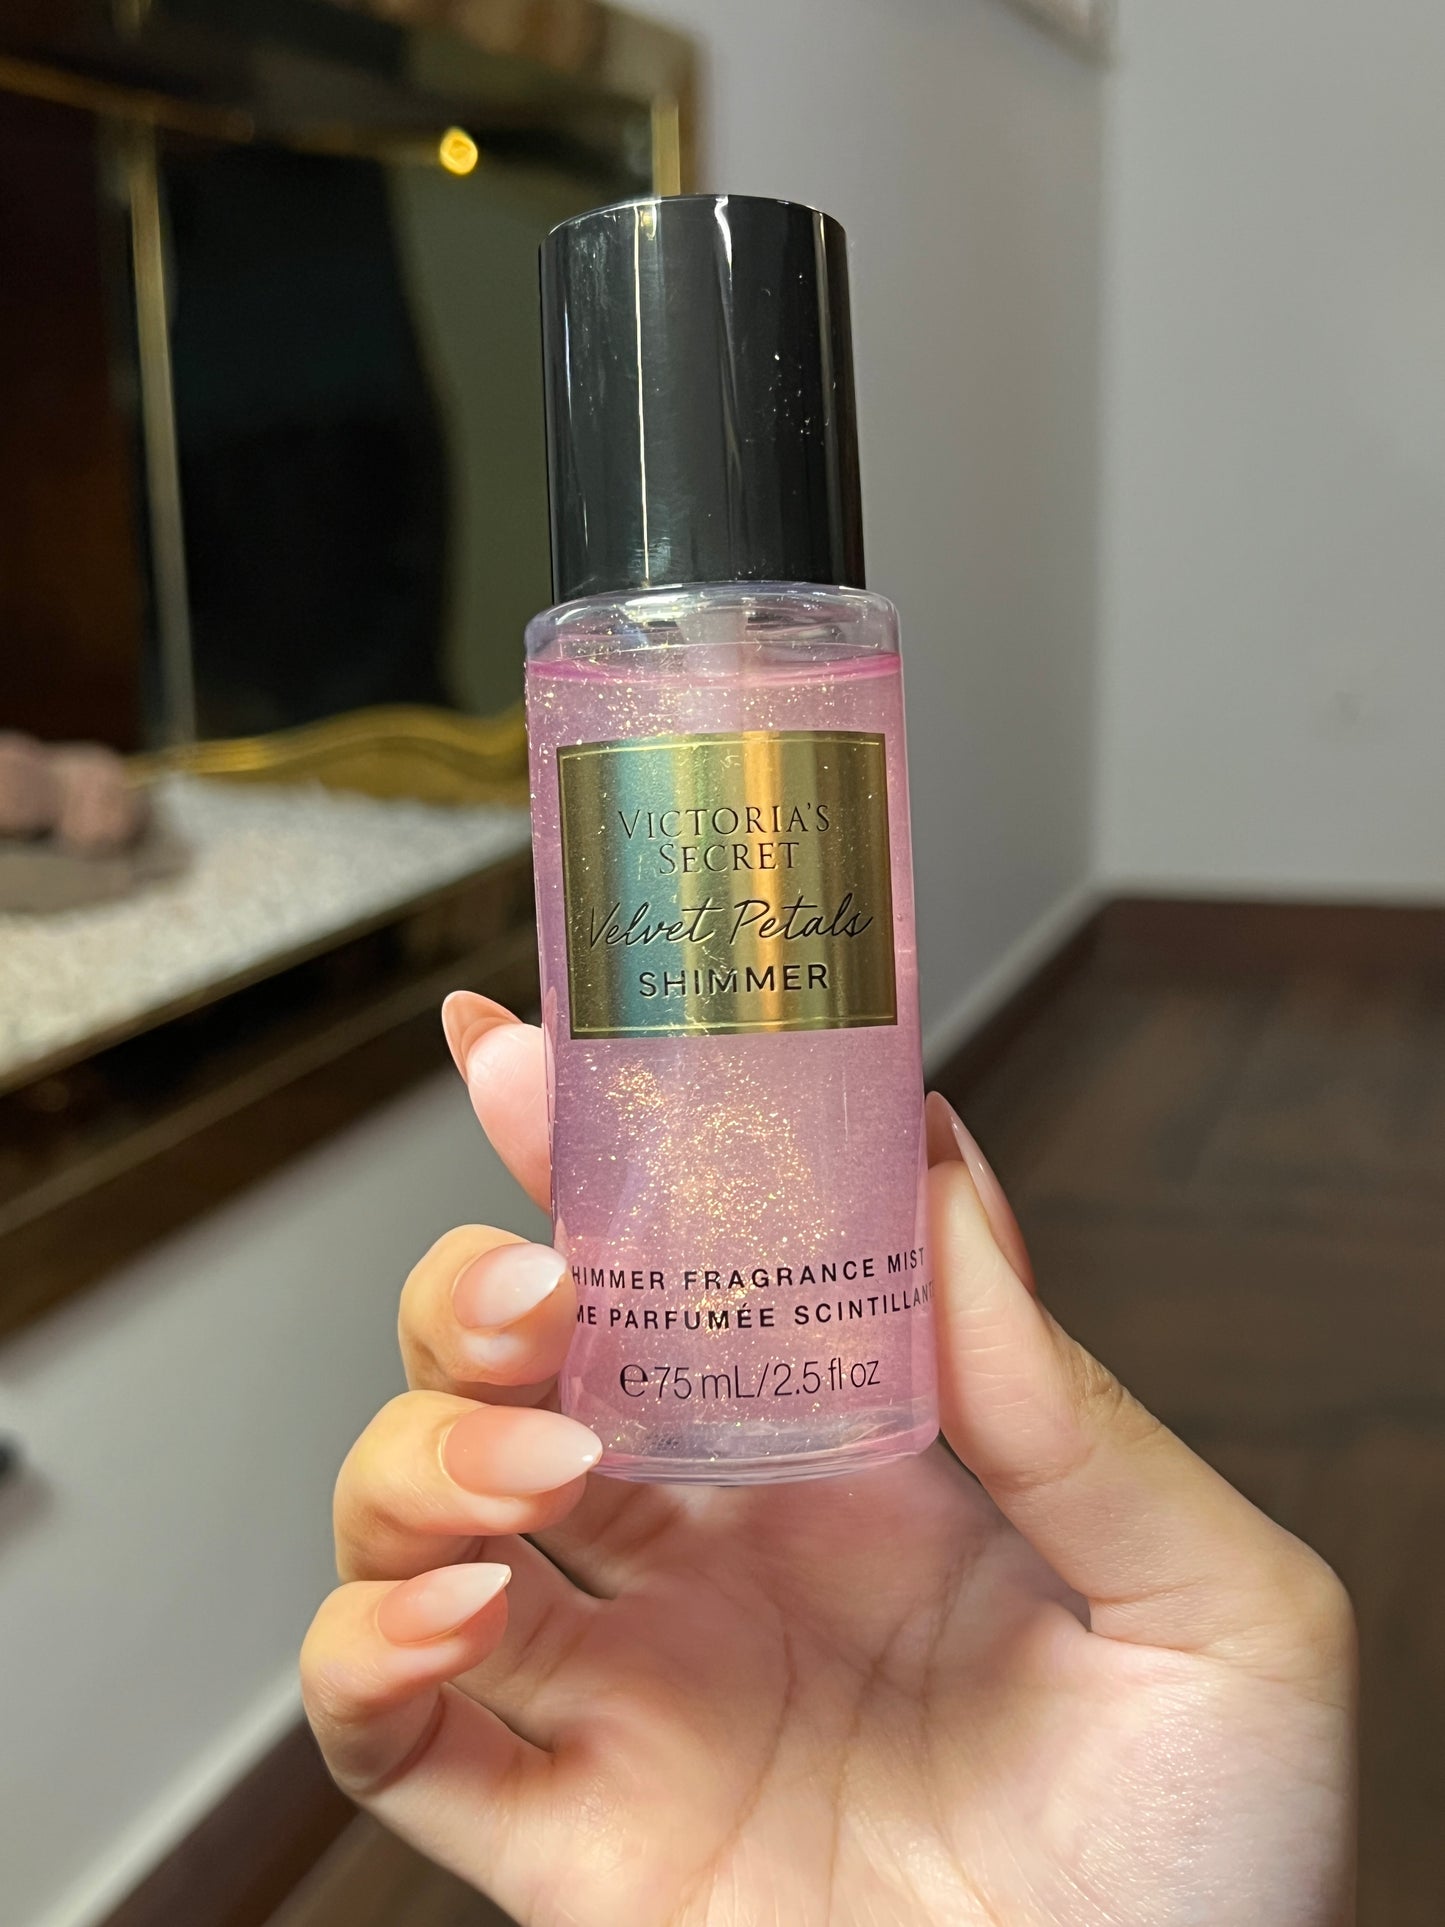 VICTORIA'S
SECRET
Velvet Petals
SHIMMER
HIMMER FRAGRANCE MIST
ME PARFUMÉE SCINTILLANT
℮75 mL/2.5 fl oz